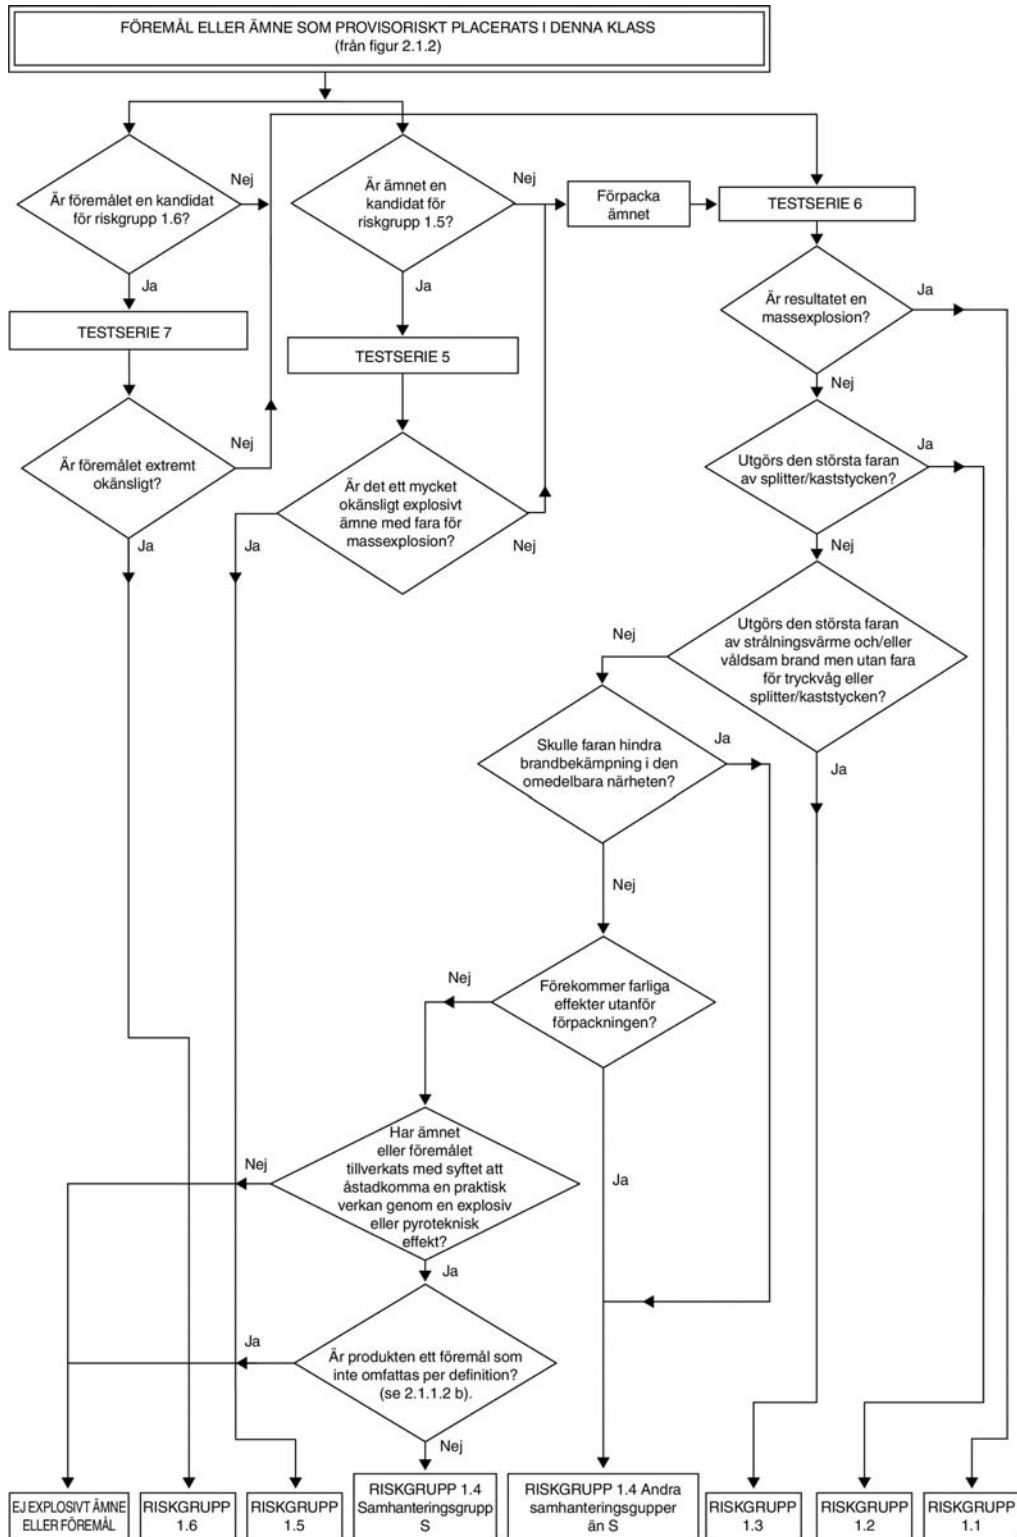 FÖREMÅL ELLER ÄMNE SOM PROVISORISKT PLACERATS I DENNA KLASS
(från figur 2.1.2)
Är föremålet en kandidat
för riskgrupp 1.6?
Nej
Ja
Är ämnet en
kandidat för
riskgrupp 1.5?
Nej
Ja
Förpacka
ämnet
TESTSERIE 6
TESTSERIE 7
TESTSERIE 5
Är resultatet en
massexplosion?
Ja
Nej
Är föremålet extremt
okänsligt?
Nej
Ja
Är det ett mycket
okänsligt explosivt
ämne med fara för
massexplosion?
Ja
Nej
Utgörs den största faran
av splitter/kaststycken?
Ja
Nej
Utgörs den största faran
av strålningsvärme och/eller
våldsam brand men utan fara
för tryckvåg eller
splitter/kaststycken?
Nej
Ja
Skulle faran hindra
brandbekämpning i den
omedelbara närheten?
Ja
Nej
Förekommer farliga
effekter utanför
förpackningen?
Nej
Ja
Har ämnet
eller föremålet
tillverkats med syftet att
åstadkomma en praktisk
verkan genom en explosiv
eller pyroteknisk
effekt?
Nej
Ja
Är produkten ett föremål som
inte omfattas per definition?
(se 2.1.1.2 b).
Ja
Nej
EJ EXPLOSIVT ÄMNE
ELLER FÖREMÅL
RISKGRUPP
1.6
RISKGRUPP
1.5
RISKGRUPP 1.4
Samhanteringsgrupp
S
RISKGRUPP 1.4 Andra
samhanteringsgupper
än S
RISKGRUPP
1.3
RISKGRUPP
1.2
RISKGRUPP
1.1